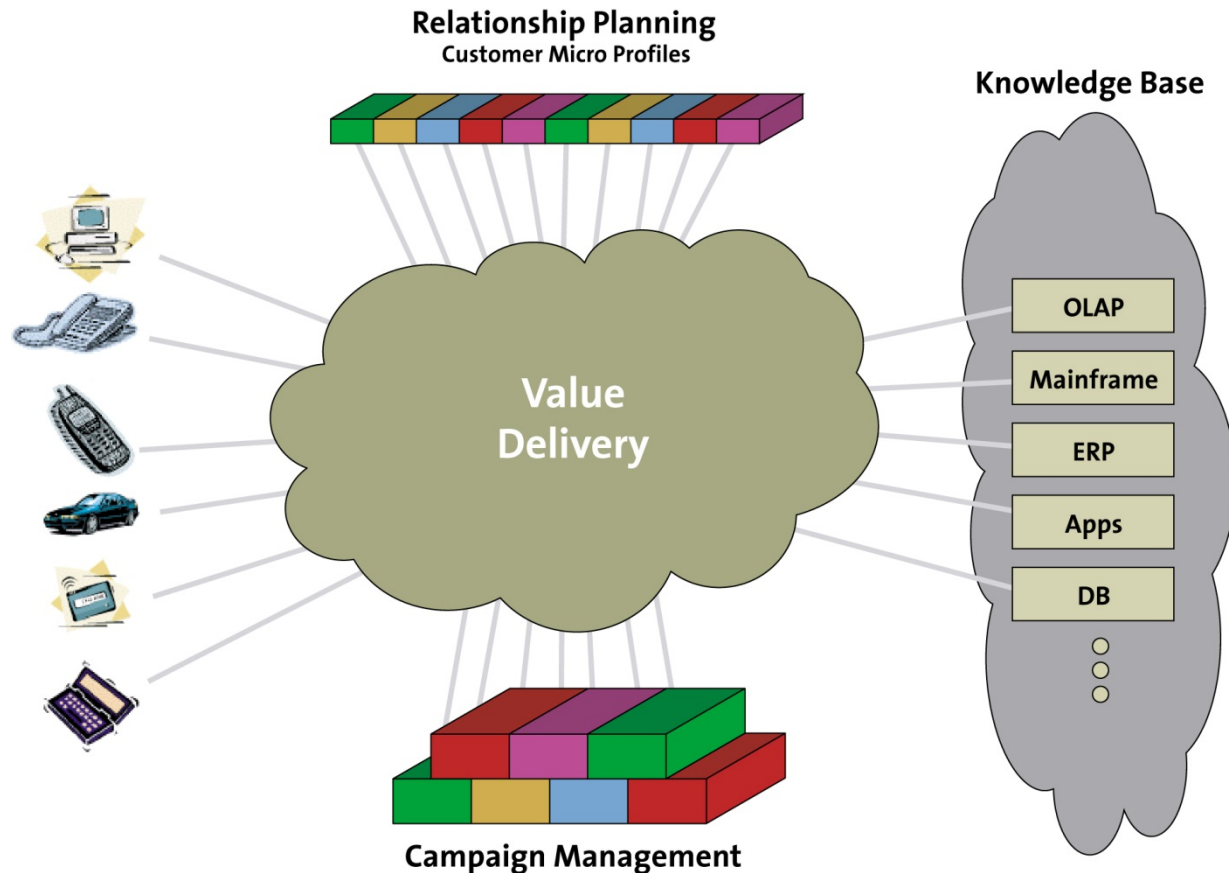 Relationship Planning
Customer Micro Profiles
Knowledge Base
OLAP
Mainframe
ERP
Apps
DB
Value
Delivery
Campaign Management